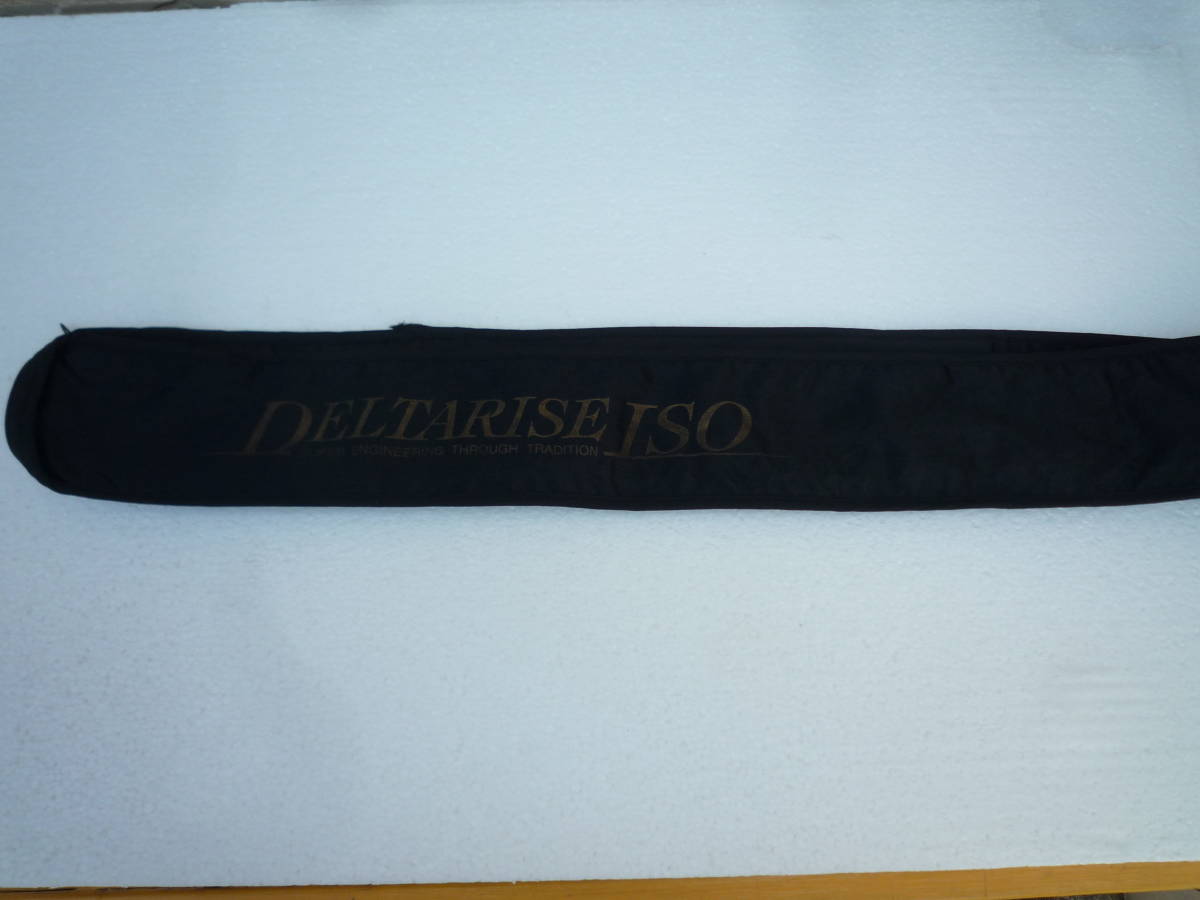 DELTARISE ISO
ENGINEERING THROUGH TRADITION